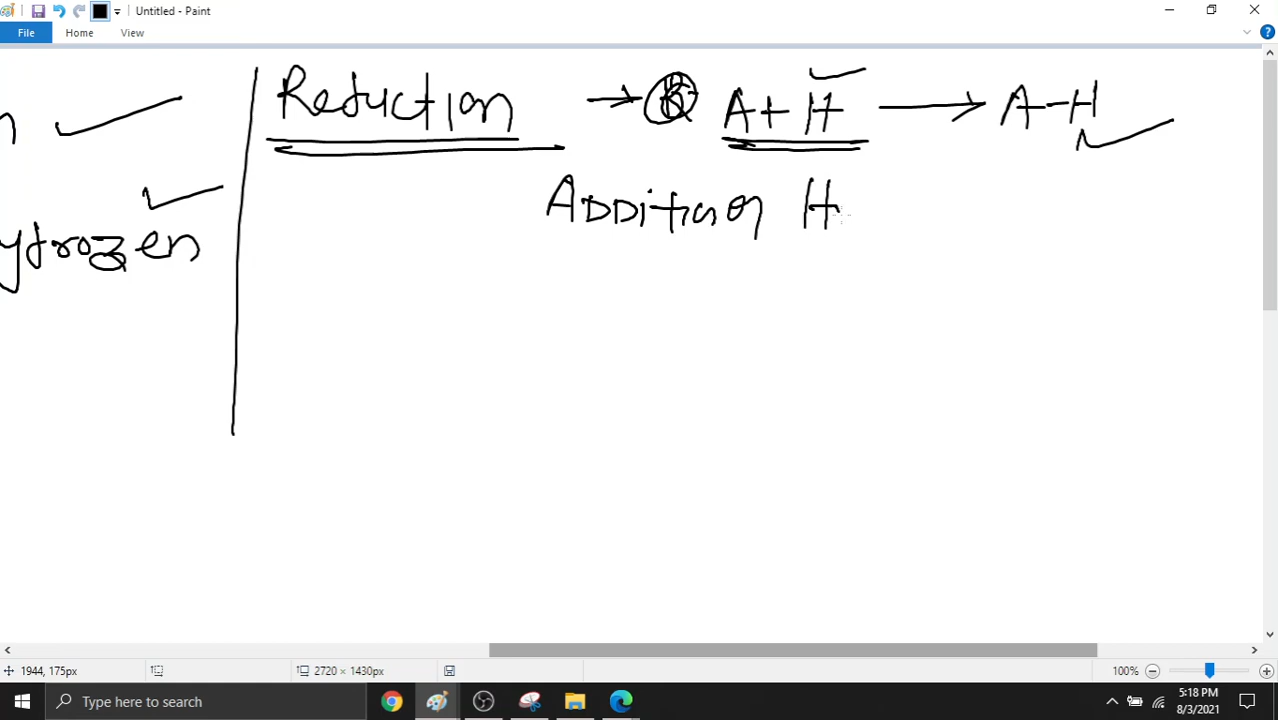 Untitled - Paint
File Home View
n
Reduction → A + H → A-H
Addition of H
ydrozen
1944, 175px 2720 × 1430px 100%
Type here to search
5:18 PM
8/3/2021